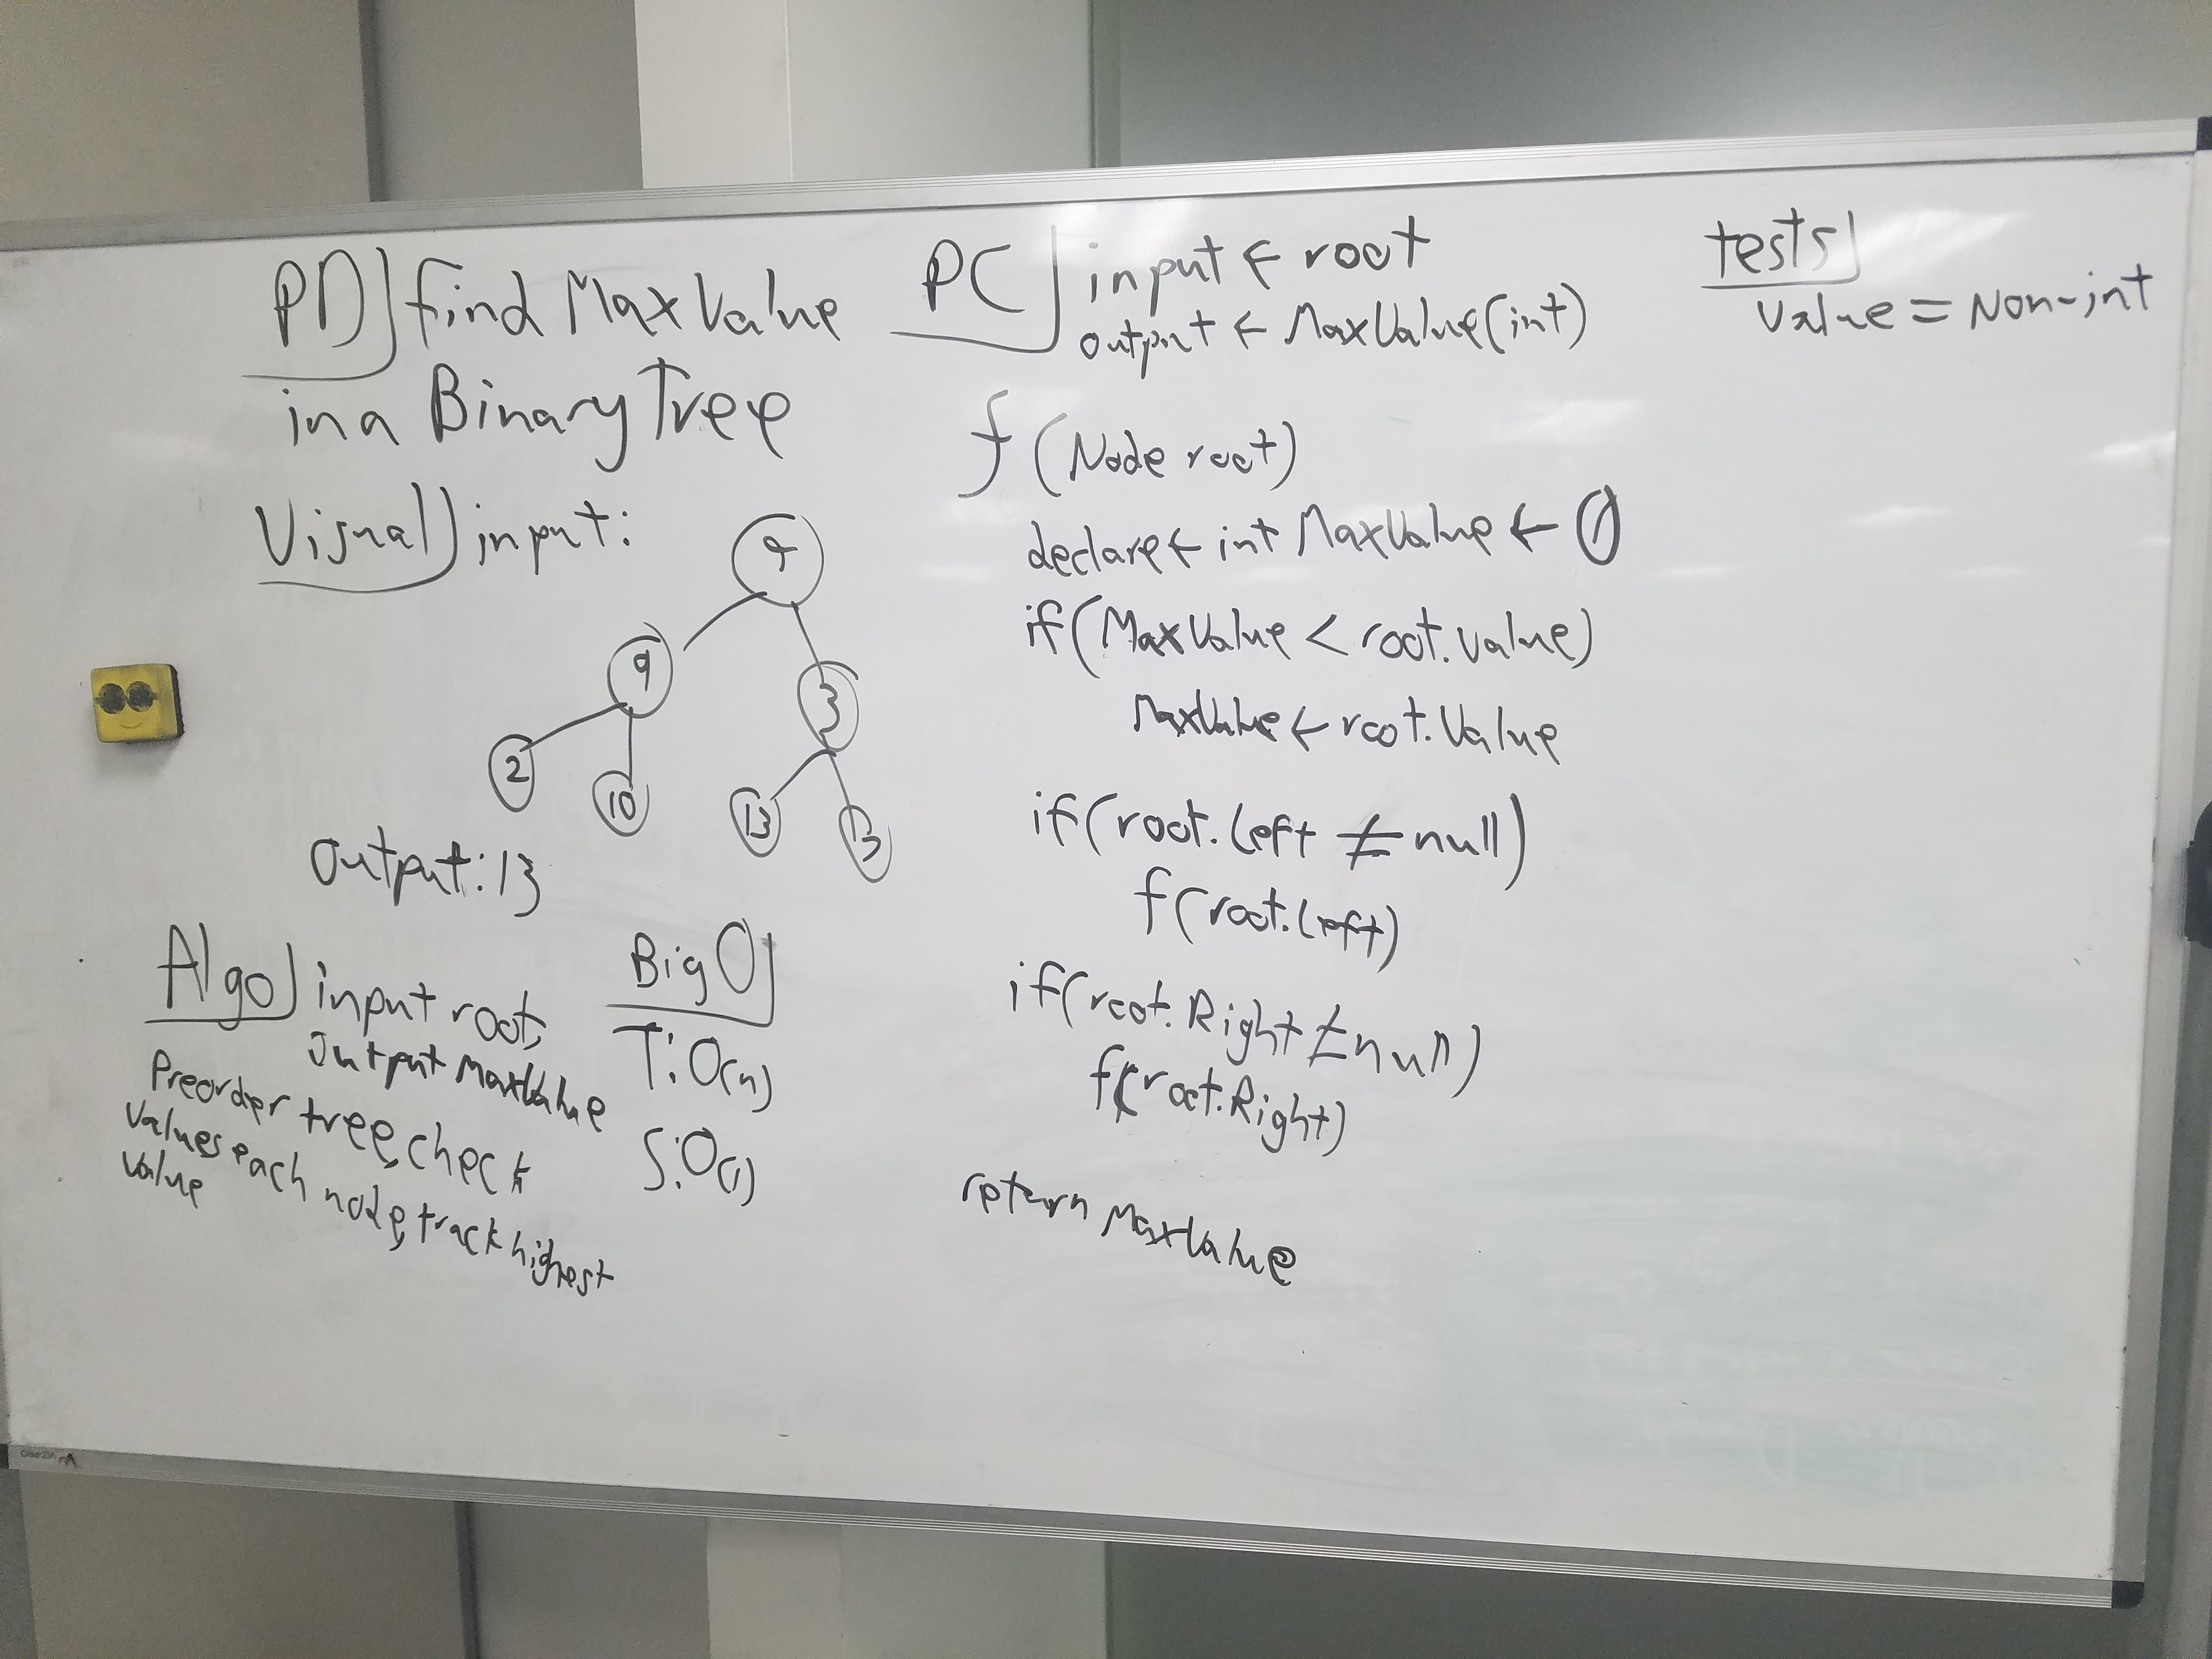 PD) find Max Value
in a Binary Tree
Visual) input:
9
3
2
10
13
Output: 13
Algo) input root,
output MaxValue
Preorder tree, check
values each node, track highest
value
Big O
T: O(n)
S: O(1)
PC) input ← root
output ← MaxValue(int)
f(Node root)
declare ← int MaxValue ← 0
if(MaxValue < root.value)
MaxValue ← root.Value
if(root.Left ≠ null)
f(root.Left)
if(root.Right ≠ null)
f(root.Right)
return MaxValue
tests)
Value = Non-int